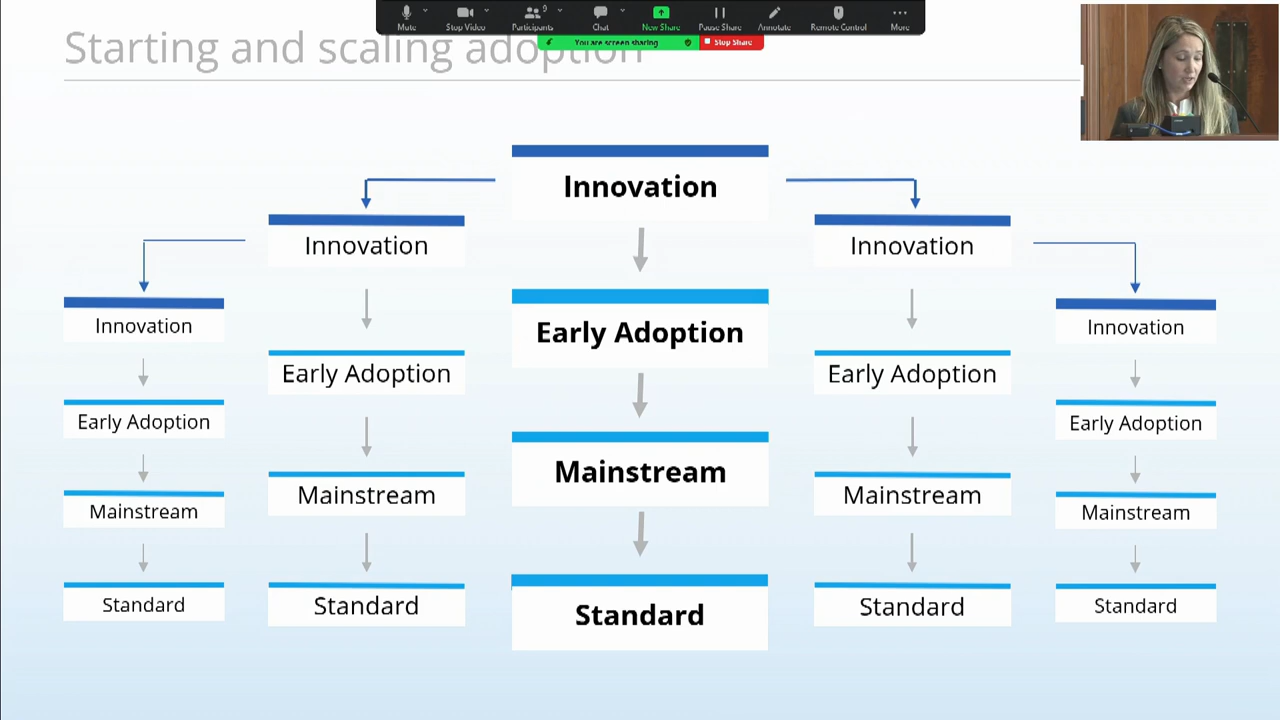 Mute
Stop Video
Participants
9
Chat
New Share
Pause Share
Annotate
Remote Control
More
You are screen sharing
Stop Share
Starting and scaling adoption
Innovation
Innovation
Innovation
Innovation
Innovation
Early Adoption
Early Adoption
Early Adoption
Early Adoption
Early Adoption
Mainstream
Mainstream
Mainstream
Mainstream
Mainstream
Standard
Standard
Standard
Standard
Standard